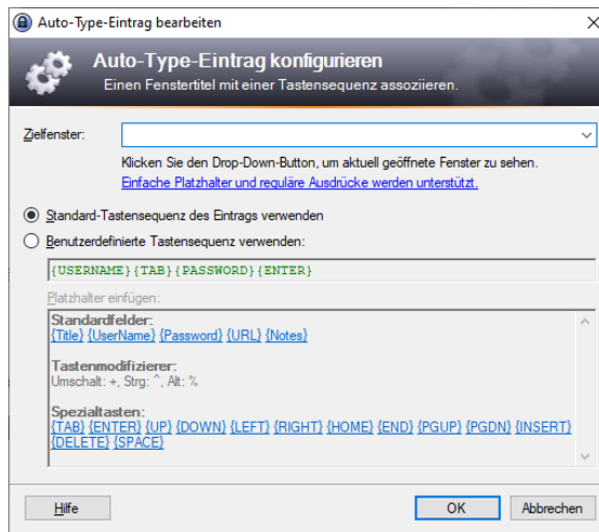 Auto-Type-Eintrag bearbeiten
Auto-Type-Eintrag konfigurieren
Einen Fenstertitel mit einer Tastensequenz assoziieren.
Zielfenster:
Klicken Sie den Drop-Down-Button, um aktuell geöffnete Fenster zu sehen.
Einfache Platzhalter und reguläre Ausdrücke werden unterstützt.
Standard-Tastensequenz des Eintrags verwenden
Benutzerdefinierte Tastensequenz verwenden:
{USERNAME}{TAB}{PASSWORD}{ENTER}
Platzhalter einfügen:
Standardfelder:
{Title} {UserName} {Password} {URL} {Notes}
Tastenmodifizierer:
Umschalt: +, Strg: ^, Alt: %
Spezialtasten:
{TAB} {ENTER} {UP} {DOWN} {LEFT} {RIGHT} {HOME} {END} {PGUP} {PGDN} {INSERT}
{DELETE} {SPACE}
Hilfe OK Abbrechen